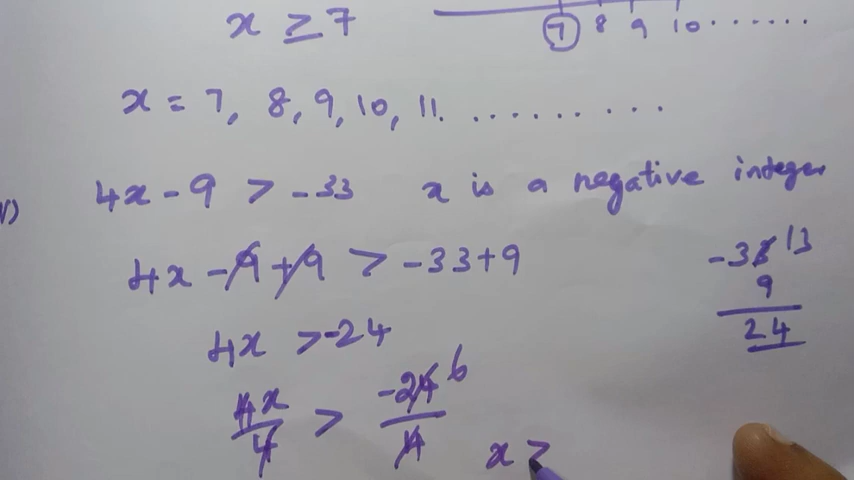 x ≥ 7
7 8 9 10 ......
x = 7, 8, 9, 10, 11. .........
4x - 9 > -33 x is a negative integer
4x - 9 + 9 > -33 + 9
-33 13
9
24
4x > -24
4x/4 > -24/4 6
x >